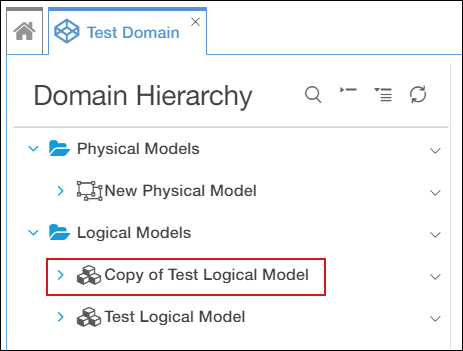 Test Domain
Domain Hierarchy
Physical Models
New Physical Model
Logical Models
Copy of Test Logical Model
Test Logical Model